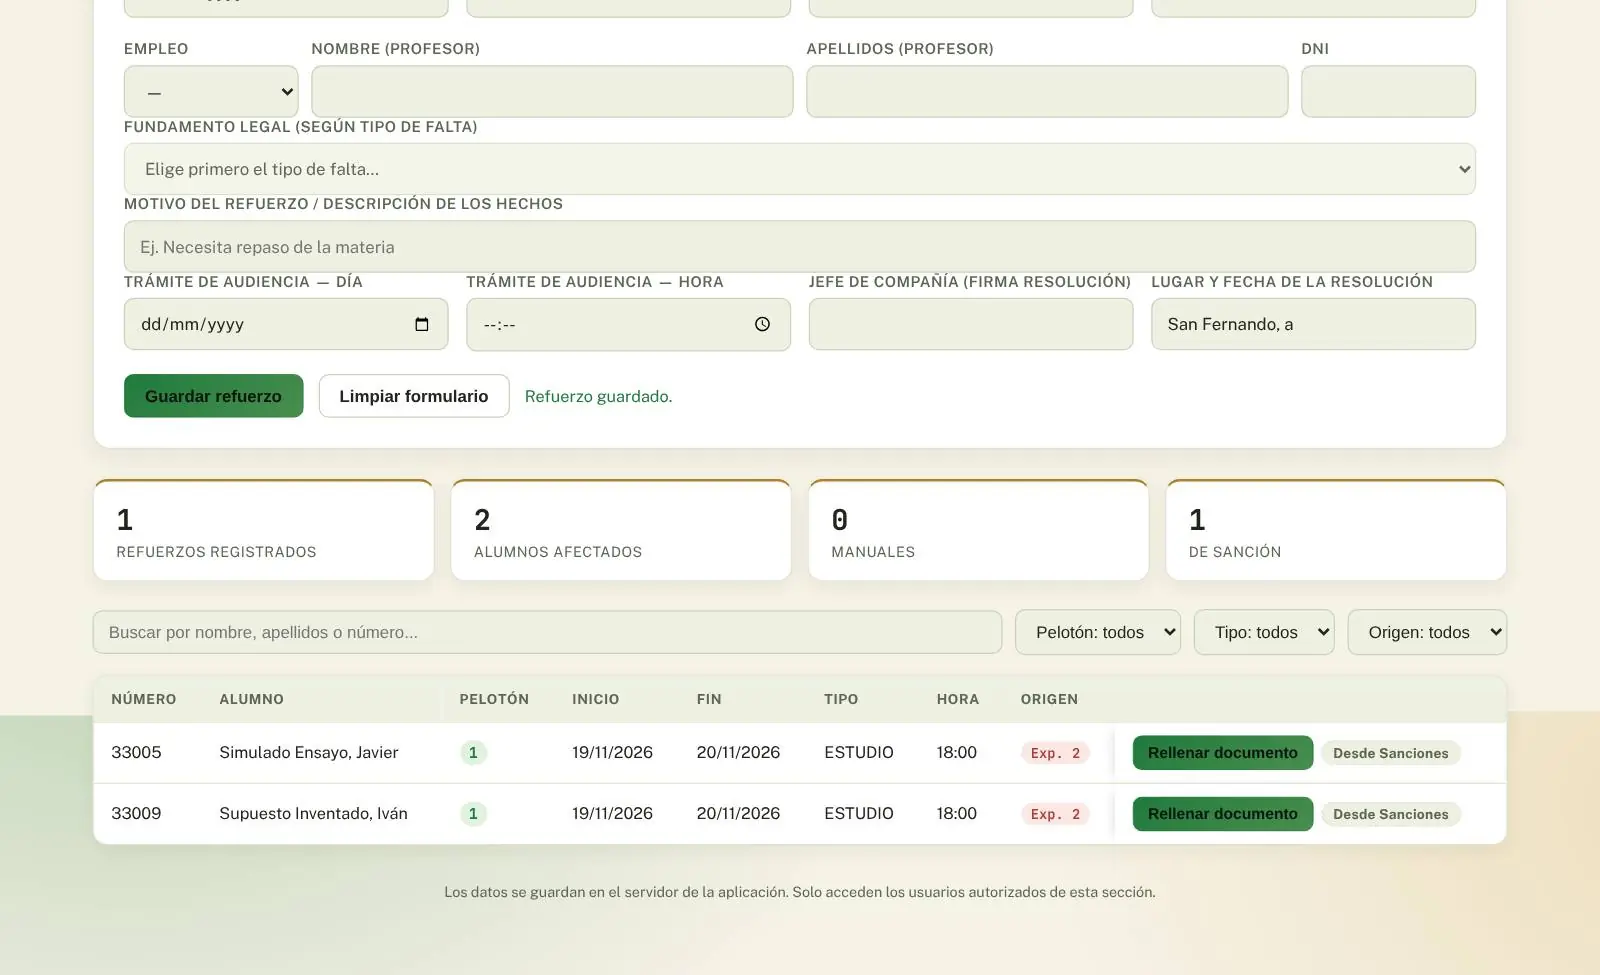 EMPLEO NOMBRE (PROFESOR) APELLIDOS (PROFESOR) DNI
—
FUNDAMENTO LEGAL (SEGÚN TIPO DE FALTA)
Elige primero el tipo de falta...
MOTIVO DEL REFUERZO / DESCRIPCIÓN DE LOS HECHOS
Ej. Necesita repaso de la materia
TRÁMITE DE AUDIENCIA — DÍA TRÁMITE DE AUDIENCIA — HORA JEFE DE COMPAÑÍA (FIRMA RESOLUCIÓN) LUGAR Y FECHA DE LA RESOLUCIÓN
dd/mm/yyyy --:-- San Fernando, a
Guardar refuerzo Limpiar formulario Refuerzo guardado.
1 2 0 1
REFUERZOS REGISTRADOS ALUMNOS AFECTADOS MANUALES DE SANCIÓN
Buscar por nombre, apellidos o número... Pelotón: todos Tipo: todos Origen: todos
NÚMERO ALUMNO PELOTÓN INICIO FIN TIPO HORA ORIGEN
33005 Simulado Ensayo, Javier 1 19/11/2026 20/11/2026 ESTUDIO 18:00 Exp. 2 Rellenar documento Desde Sanciones
33009 Supuesto Inventado, Iván 1 19/11/2026 20/11/2026 ESTUDIO 18:00 Exp. 2 Rellenar documento Desde Sanciones
Los datos se guardan en el servidor de la aplicación. Solo acceden los usuarios autorizados de esta sección.